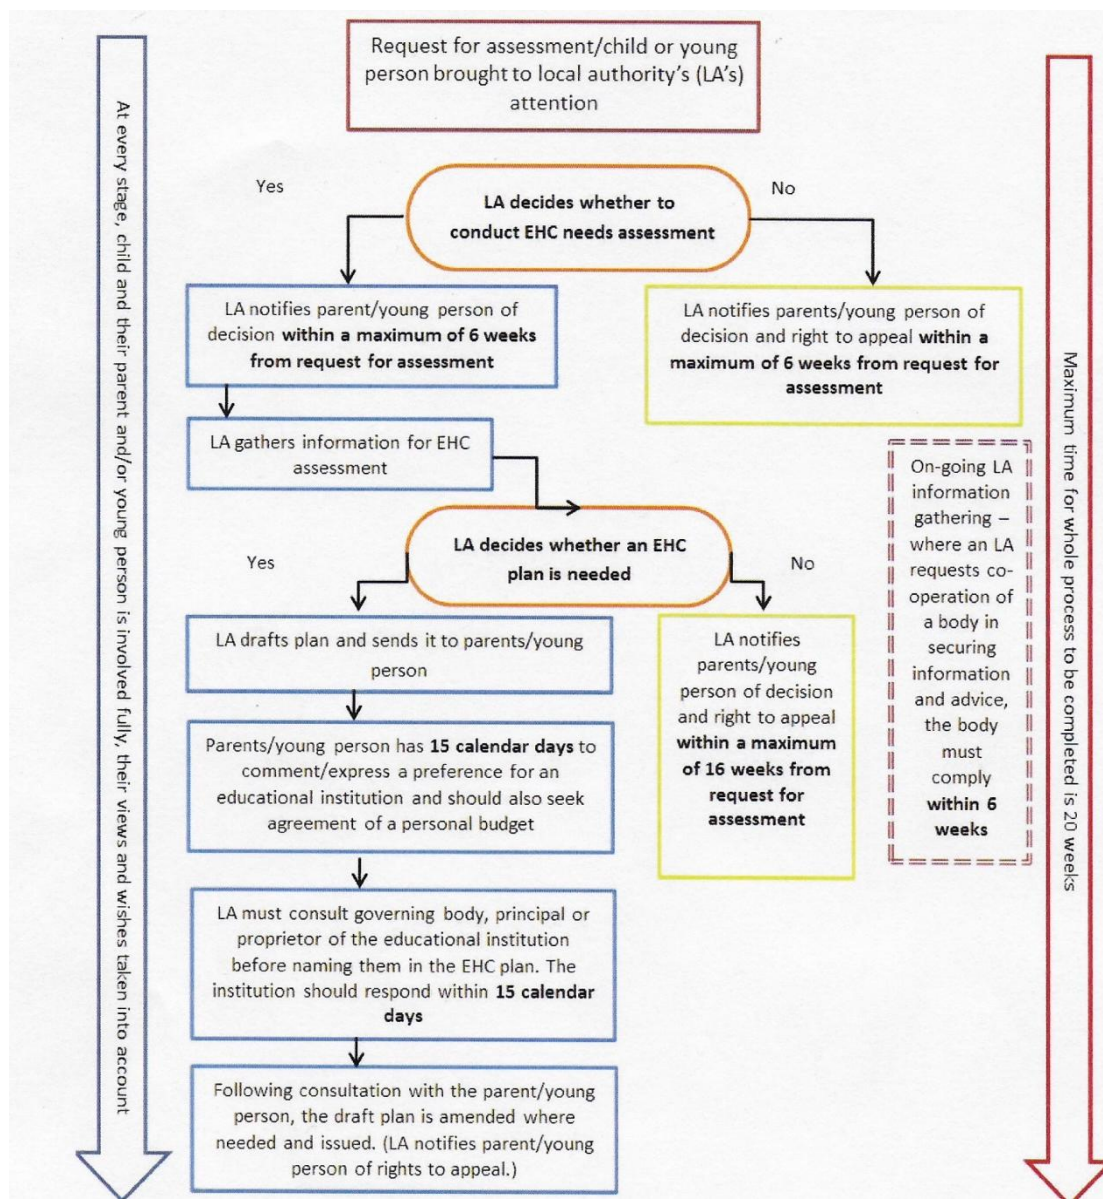 Request for assessment/child or young
person brought to local authority's (LA's)
attention
Yes
No
LA decides whether to
conduct EHC needs assessment
LA notifies parent/young person of
decision within a maximum of 6 weeks
from request for assessment
LA notifies parents/young person of
decision and right to appeal within a
maximum of 6 weeks from request for
assessment
LA gathers information for EHC
assessment
On-going LA
information
gathering –
where an LA
requests co-
operation of
a body in
securing
information
and advice,
the body
must
comply
within 6
weeks
LA decides whether an EHC
plan is needed
Yes
No
LA drafts plan and sends it to parents/young
person
LA notifies
parents/young
person of decision
and right to appeal
within a maximum
of 16 weeks from
request for
assessment
Parents/young person has 15 calendar days to
comment/express a preference for an
educational institution and should also seek
agreement of a personal budget
LA must consult governing body, principal or
proprietor of the educational institution
before naming them in the EHC plan. The
institution should respond within 15 calendar
days
Following consultation with the parent/young
person, the draft plan is amended where
needed and issued. (LA notifies parent/young
person of rights to appeal.)
At every stage, child and their parent and/or young person is involved fully, their views and wishes taken into account
Maximum time for whole process to be completed is 20 weeks